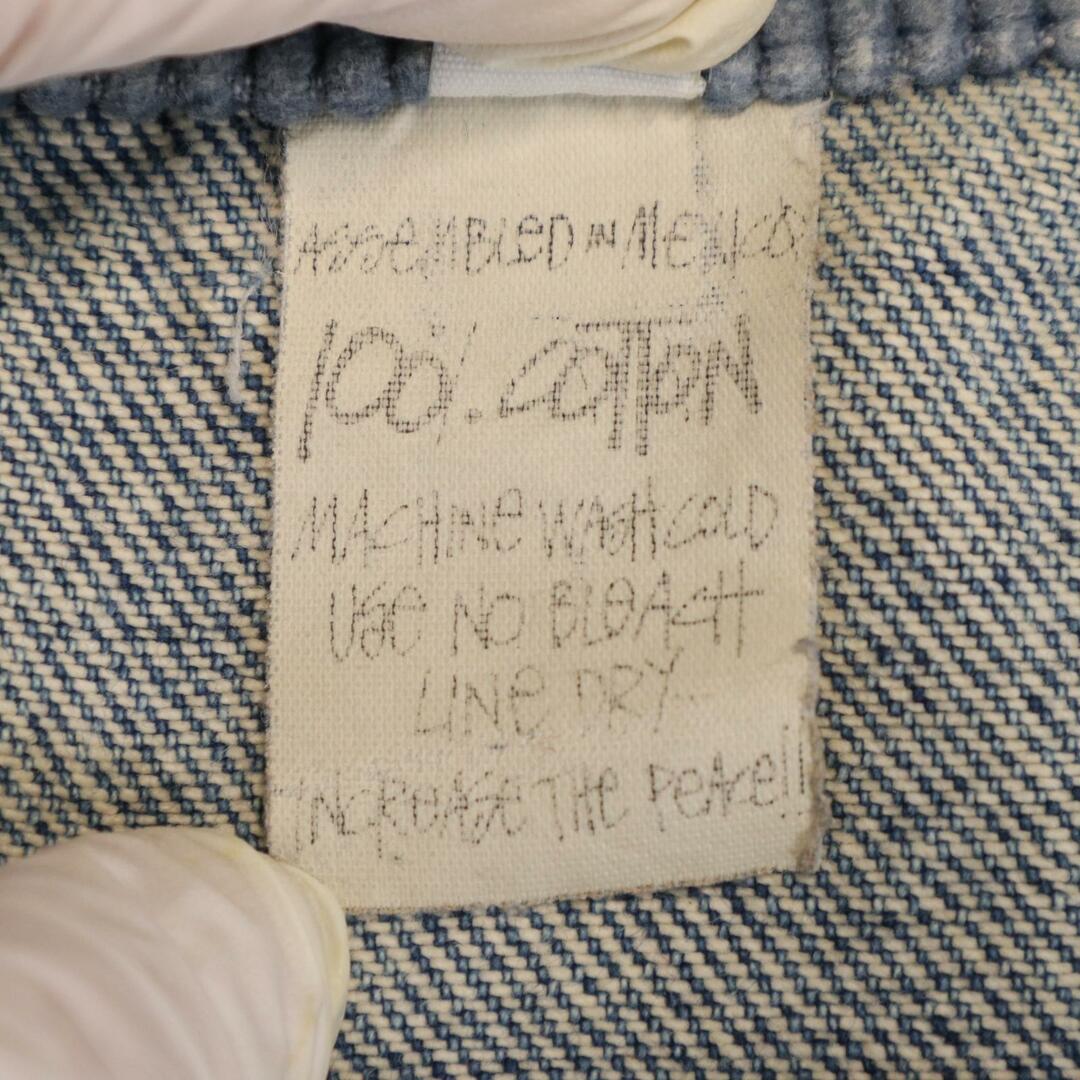 ASSeMBLeD IN MeXICO
100% COTTON
MACHINe WASH COLD
USe NO BLeACH
LINe DRY
INCReASe THe PeAce!!